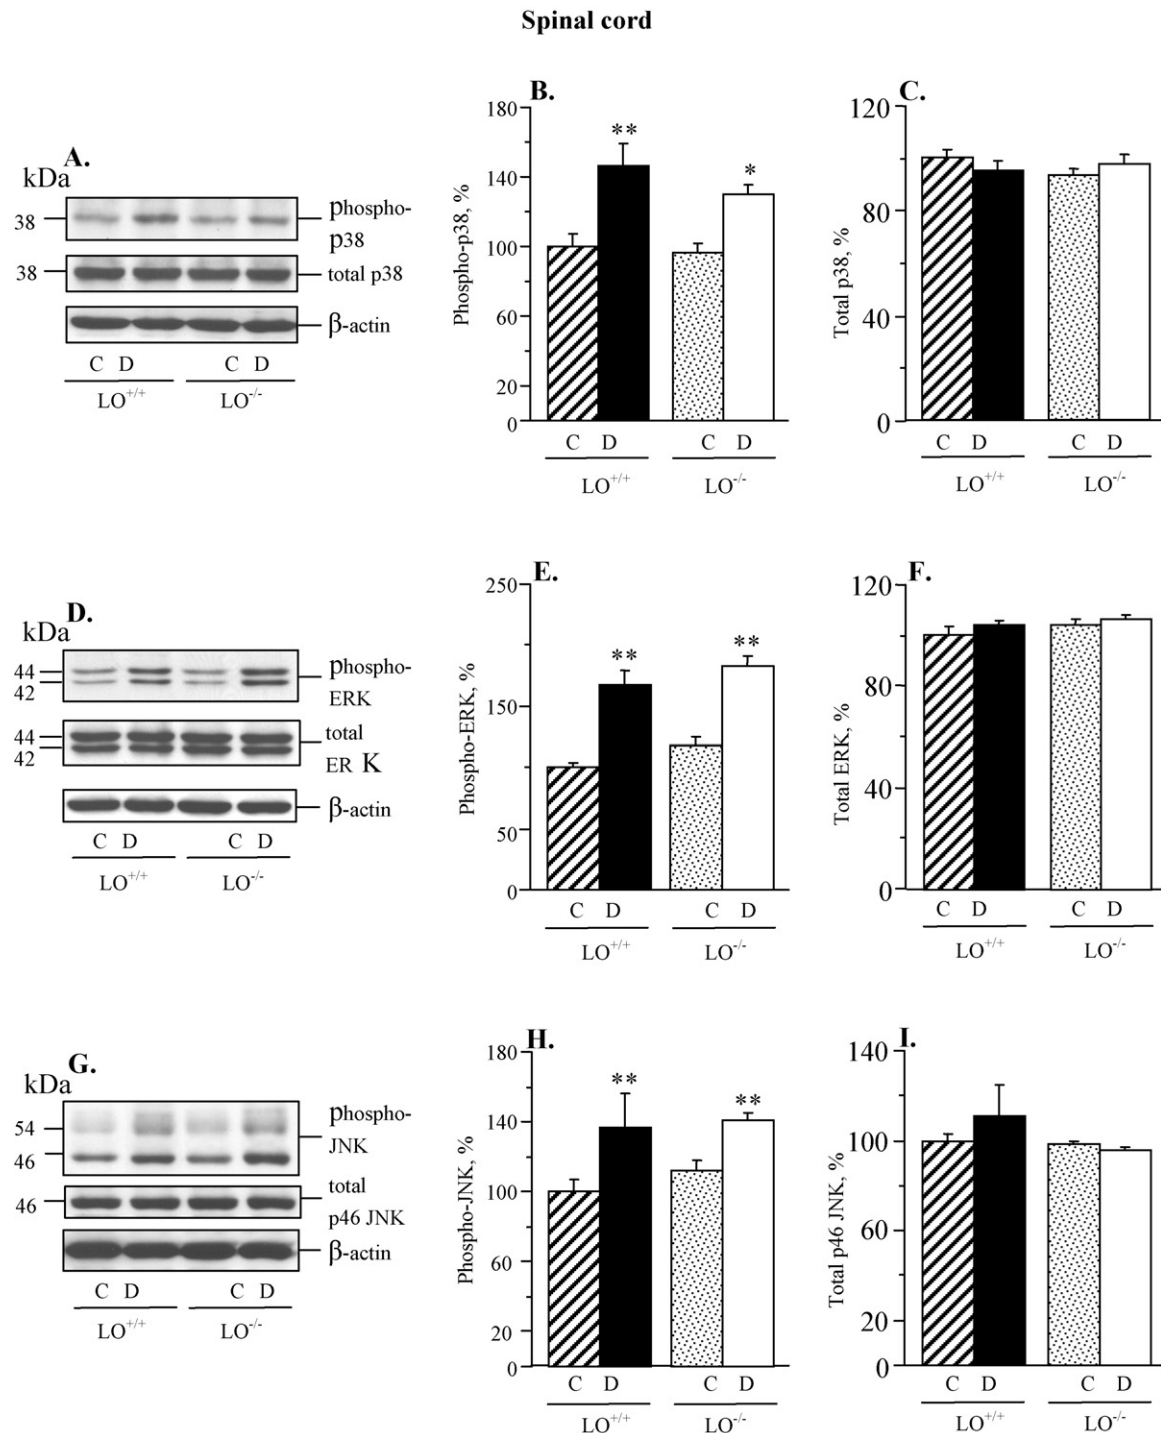 Spinal cord
A.
kDa
38
phospho-
p38
38
total p38
β-actin
C D C D
LO+/+ LO-/-
B.
Phospho-p38, %
180
140
100
60
20
0
** *
C D C D
LO+/+ LO-/-
C.
Total p38, %
120
80
40
0
C D C D
LO+/+ LO-/-
D.
kDa
44
42
phospho-
ERK
44
42
total
ER K
β-actin
C D C D
LO+/+ LO-/-
E.
Phospho-ERK, %
250
150
50
0
** **
C D C D
LO+/+ LO-/-
F.
Total ERK, %
120
80
40
0
C D C D
LO+/+ LO-/-
G.
kDa
54
46
phospho-
JNK
46
total
p46 JNK
β-actin
C D C D
LO+/+ LO-/-
H.
Phospho-JNK, %
180
140
100
60
20
0
** **
C D C D
LO+/+ LO-/-
I.
Total p46 JNK, %
140
100
60
20
0
C D C D
LO+/+ LO-/-